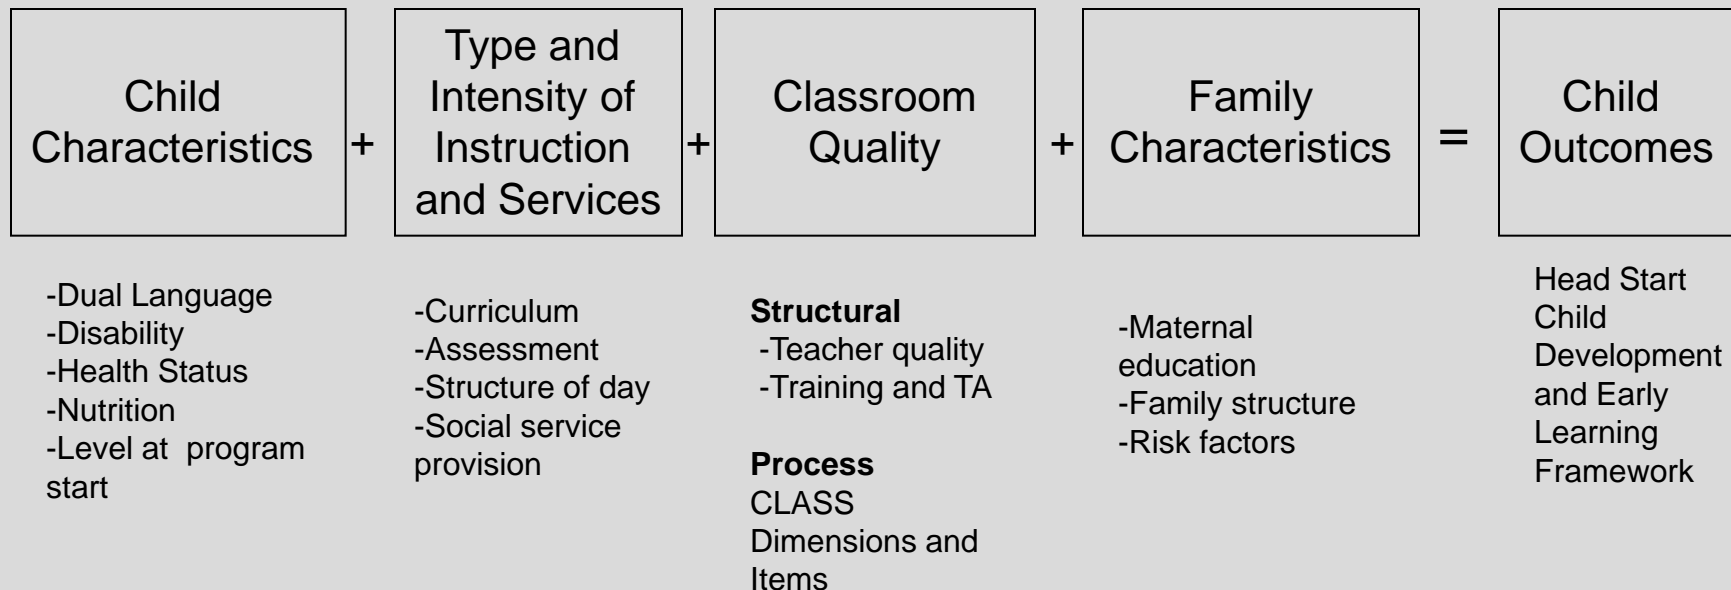 Child
Characteristics
+
Type and
Intensity of
Instruction
and Services
+
Classroom
Quality
+
Family
Characteristics
=
Child
Outcomes
-Dual Language
-Disability
-Health Status
-Nutrition
-Level at program
start
-Curriculum
-Assessment
-Structure of day
-Social service
provision
Structural
-Teacher quality
-Training and TA
Process
CLASS
Dimensions and
Items
-Maternal
education
-Family structure
-Risk factors
Head Start
Child
Development
and Early
Learning
Framework